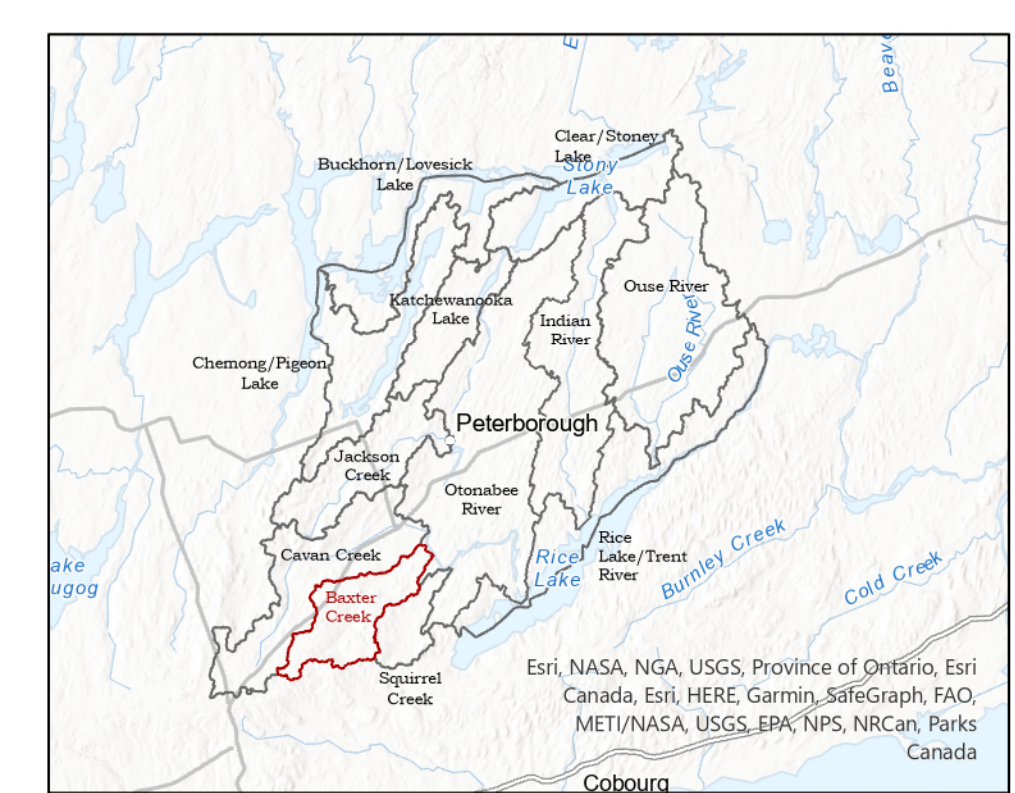 E
Beave
Clear/Stoney
Lake
Stony
Lake
Buckhorn/Lovesick
Lake
Ouse River
Katchewanooka
Lake
Indian
River
Ouse River
Chemong/Pigeon
Lake
Peterborough
Jackson
Creek
Otonabee
River
Cavan Creek
Rice
Lake
Rice
Lake/Trent
River
Burnley Creek
Cold Creek
ake
ugog
Baxter
Creek
Squirrel
Creek
Esri, NASA, NGA, USGS, Province of Ontario, Esri
Canada, Esri, HERE, Garmin, SafeGraph, FAO,
METI/NASA, USGS, EPA, NPS, NRCan, Parks
Canada
Cobourg